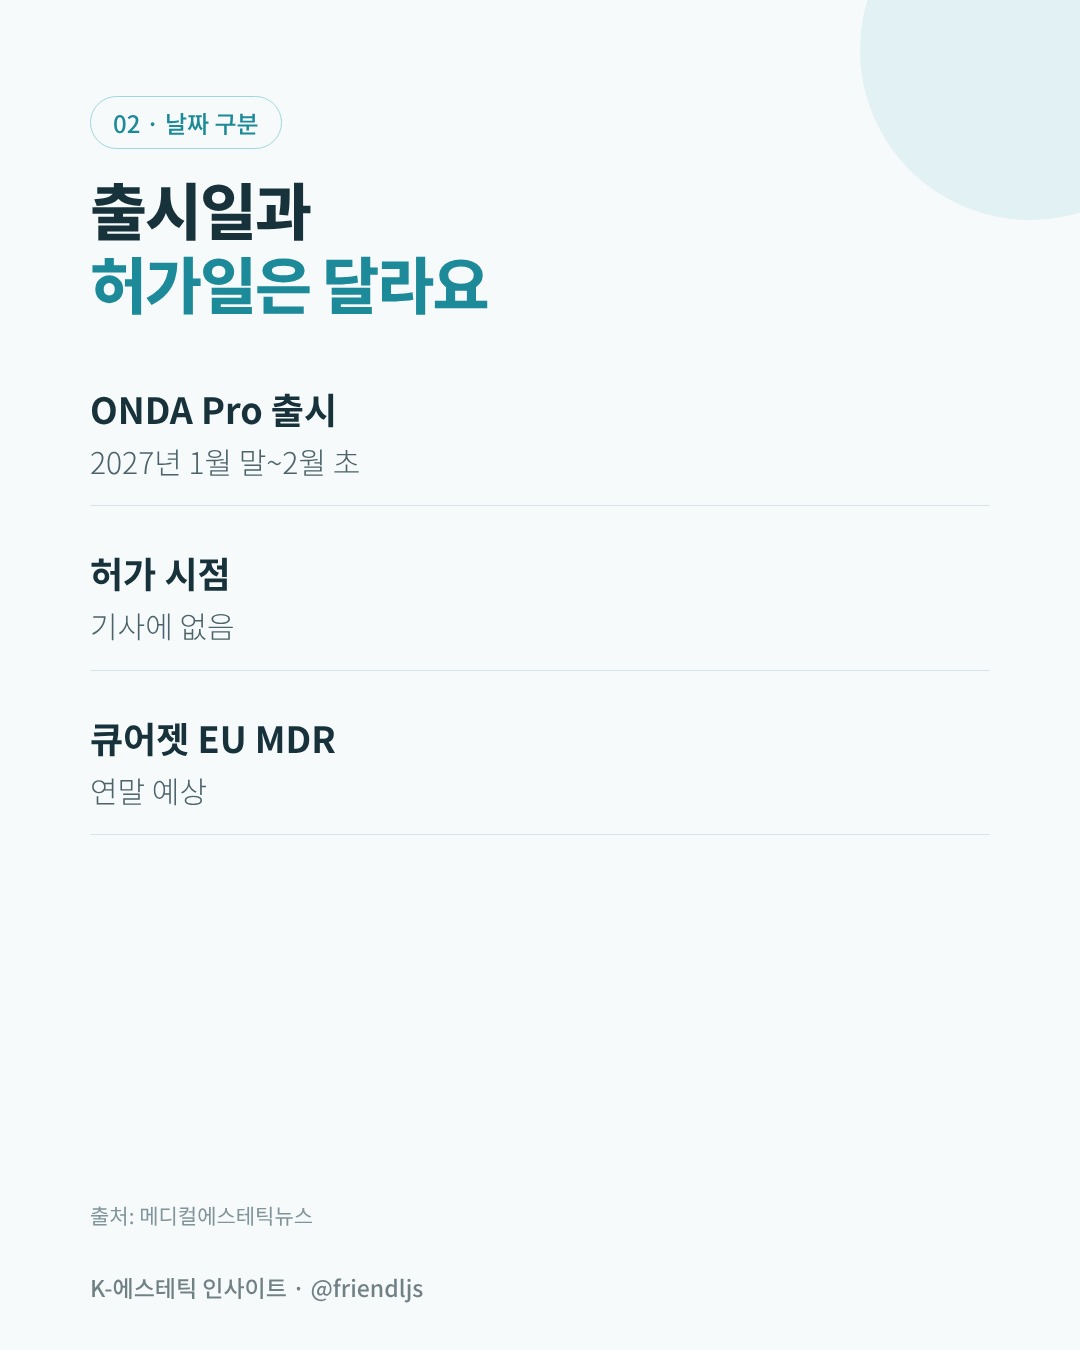 02 · 날짜 구분
출시일과
허가일은 달라요
ONDA Pro 출시
2027년 1월 말~2월 초
허가 시점
기사에 없음
큐어젯 EU MDR
연말 예상
출처: 메디컬에스테틱뉴스
K-에스테틱 인사이트 · @friendljs